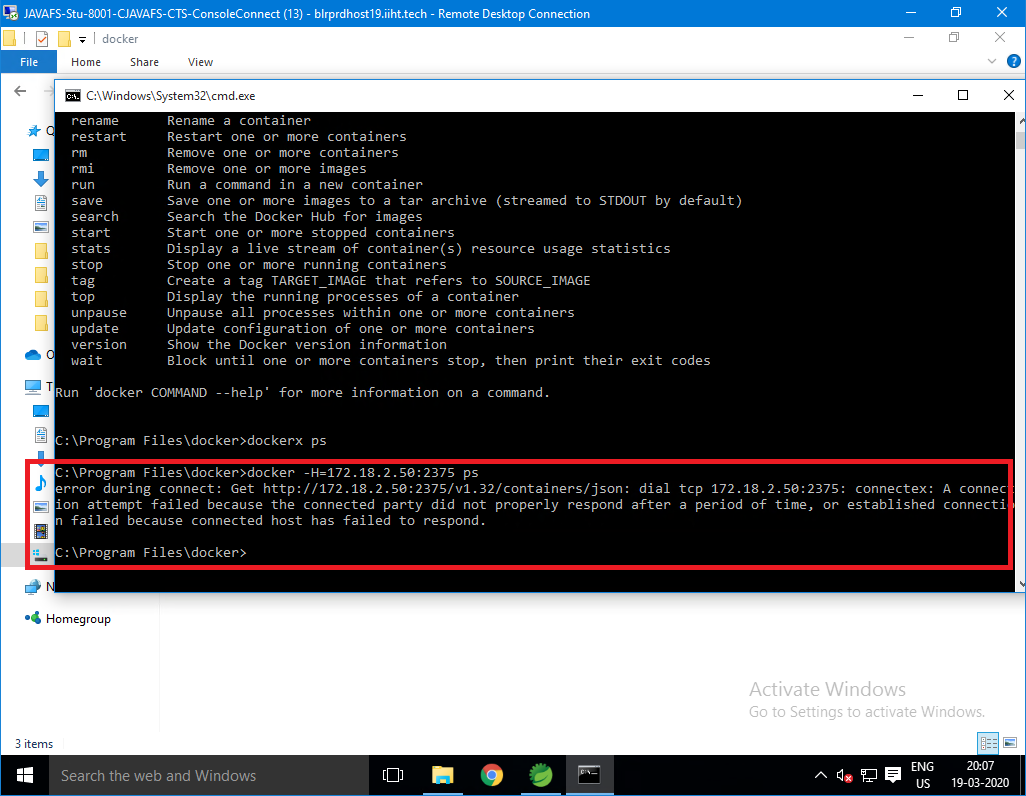 JAVAFS-Stu-8001-CJAVAFS-CTS-ConsoleConnect (13) - blrprdhost19.iiht.tech - Remote Desktop Connection
docker
File Home Share View
C:\Windows\System32\cmd.exe
rename Rename a container
restart Restart one or more containers
rm Remove one or more containers
rmi Remove one or more images
run Run a command in a new container
save Save one or more images to a tar archive (streamed to STDOUT by default)
search Search the Docker Hub for images
start Start one or more stopped containers
stats Display a live stream of container(s) resource usage statistics
stop Stop one or more running containers
tag Create a tag TARGET_IMAGE that refers to SOURCE_IMAGE
top Display the running processes of a container
unpause Unpause all processes within one or more containers
update Update configuration of one or more containers
version Show the Docker version information
wait Block until one or more containers stop, then print their exit codes
Run 'docker COMMAND --help' for more information on a command.
C:\Program Files\docker>dockerx ps
C:\Program Files\docker>docker -H=172.18.2.50:2375 ps
error during connect: Get http://172.18.2.50:2375/v1.32/containers/json: dial tcp 172.18.2.50:2375: connectex: A connect
ion attempt failed because the connected party did not properly respond after a period of time, or established connectio
n failed because connected host has failed to respond.
C:\Program Files\docker>
Homegroup
Activate Windows
Go to Settings to activate Windows.
3 items
Search the web and Windows
ENG
US
20:07
19-03-2020